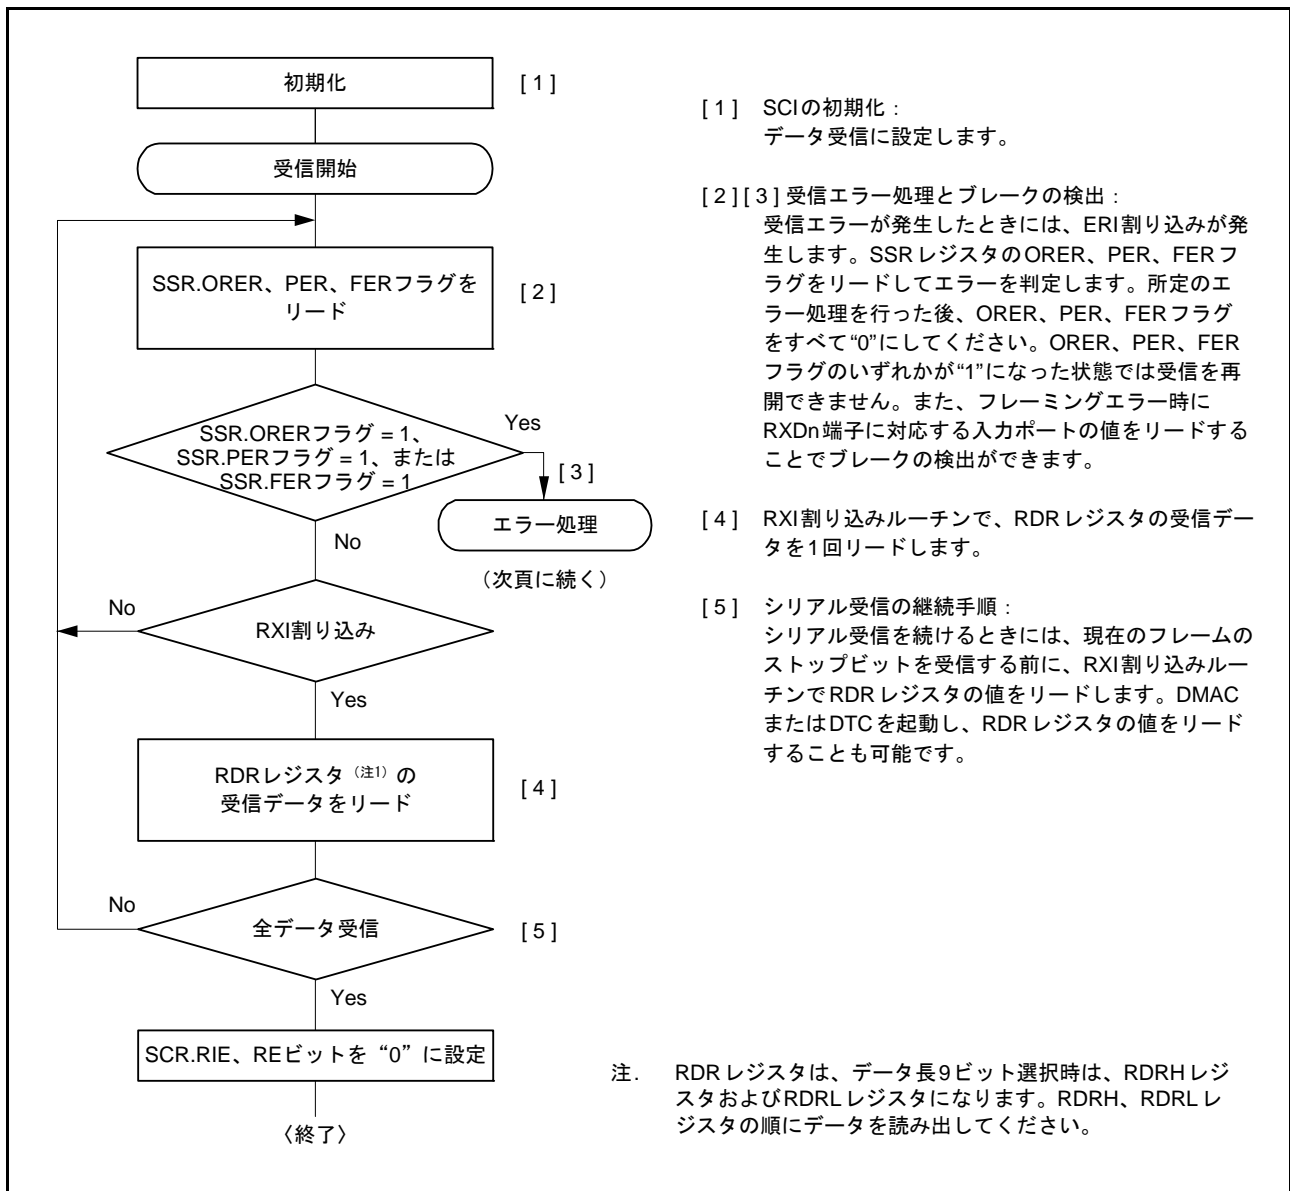 初期化
[ 1 ]
受信開始
SSR.ORER、PER、FERフラグを
リード
[ 2 ]
SSR.ORERフラグ = 1、
SSR.PERフラグ = 1、または
SSR.FERフラグ = 1
Yes
[ 3 ]
エラー処理
（次頁に続く）
No
RXI割り込み
No
Yes
RDRレジスタ（注1）の
受信データをリード
[ 4 ]
全データ受信
No
[ 5 ]
Yes
SCR.RIE、REビットを“0”に設定
〈終了〉
[ 1 ] SCIの初期化：
データ受信に設定します。
[ 2 ][ 3 ] 受信エラー処理とブレークの検出：
受信エラーが発生したときには、ERI割り込みが発
生します。SSRレジスタのORER、PER、FERフ
ラグをリードしてエラーを判定します。所定のエ
ラー処理を行った後、ORER、PER、FERフラグ
をすべて“0”にしてください。ORER、PER、FER
フラグのいずれかが“1”になった状態では受信を再
開できません。また、フレーミングエラー時に
RXDn端子に対応する入力ポートの値をリードする
ことでブレークの検出ができます。
[ 4 ] RXI割り込みルーチンで、RDRレジスタの受信デー
タを1回リードします。
[ 5 ] シリアル受信の継続手順：
シリアル受信を続けるときには、現在のフレームの
ストップビットを受信する前に、RXI割り込みルー
チンでRDRレジスタの値をリードします。DMAC
またはDTCを起動し、RDRレジスタの値をリード
することも可能です。
注. RDRレジスタは、データ長9ビット選択時は、RDRHレジ
スタおよびRDRLレジスタになります。RDRH、RDRLレ
ジスタの順にデータを読み出してください。